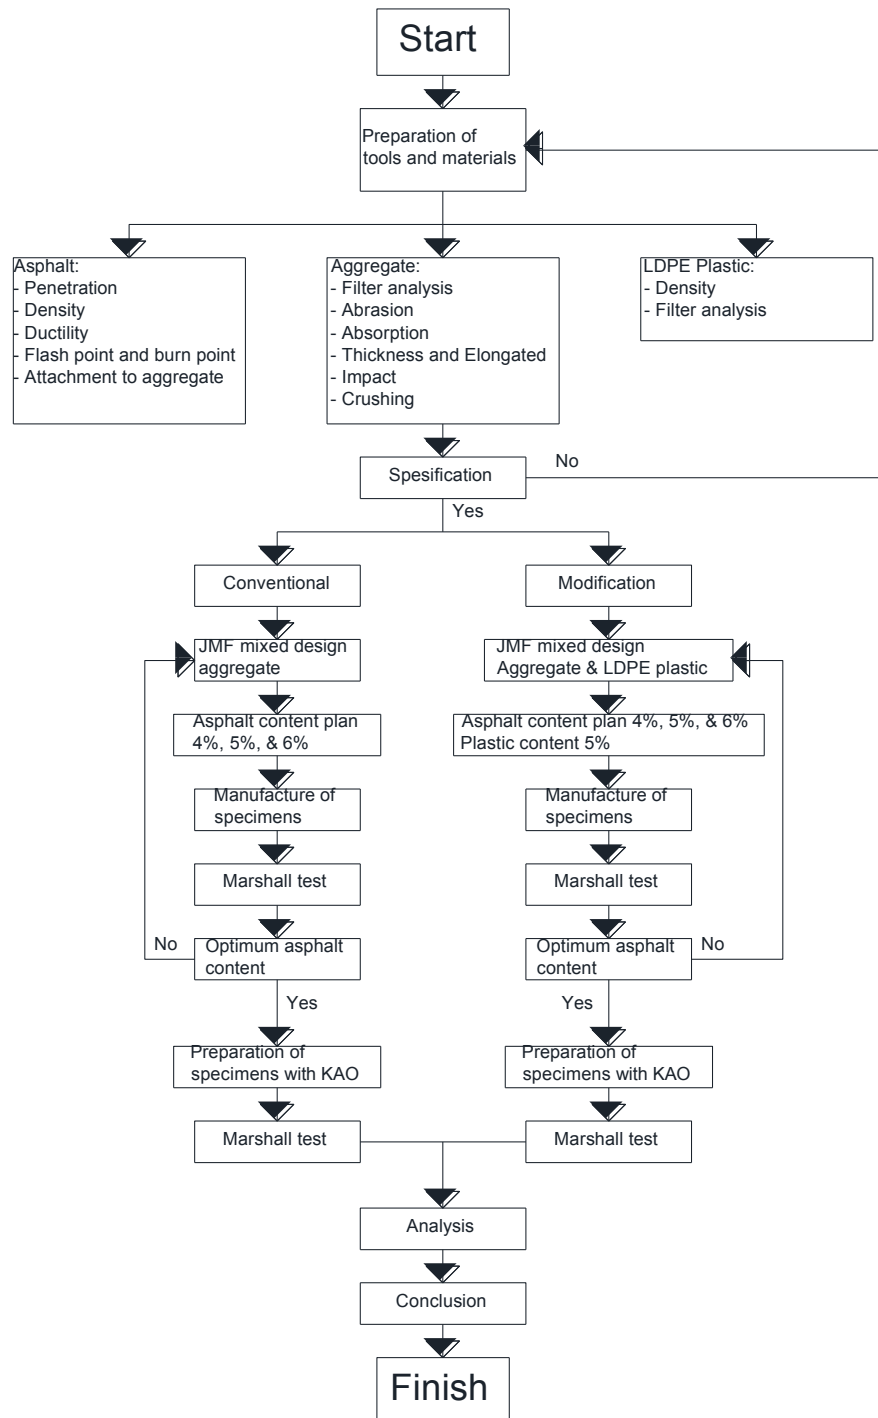 Start
Preparation of
tools and materials
Asphalt:
- Penetration
- Density
- Ductility
- Flash point and burn point
- Attachment to aggregate
Aggregate:
- Filter analysis
- Abrasion
- Absorption
- Thickness and Elongated
- Impact
- Crushing
LDPE Plastic:
- Density
- Filter analysis
Spesification
No
Yes
Conventional
Modification
JMF mixed design
aggregate
JMF mixed design
Aggregate & LDPE plastic
Asphalt content plan
4%, 5%, & 6%
Asphalt content plan 4%, 5%, & 6%
Plastic content 5%
Manufacture of
specimens
Manufacture of
specimens
Marshall test
Marshall test
No
Optimum asphalt
content
Optimum asphalt
content
No
Yes
Yes
Preparation of
specimens with KAO
Preparation of
specimens with KAO
Marshall test
Marshall test
Analysis
Conclusion
Finish